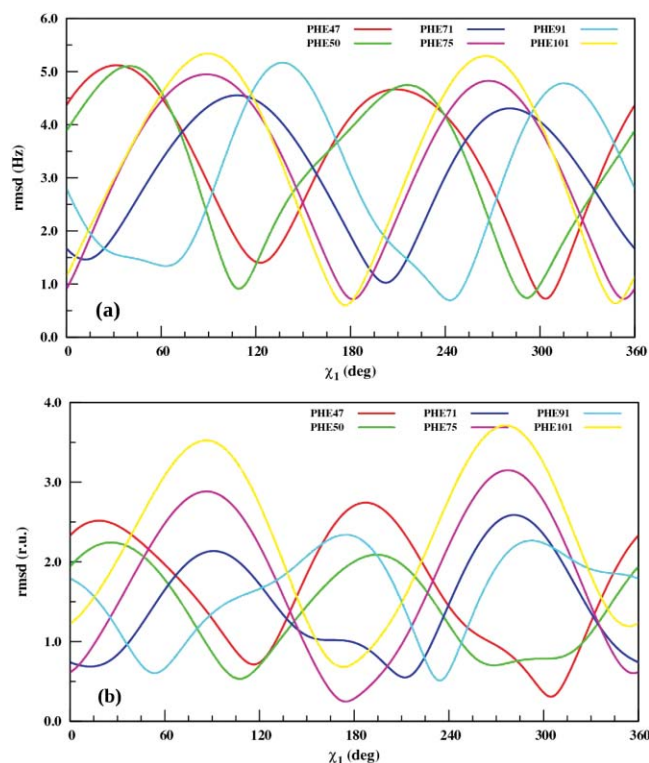 6.0
PHE47 PHE71 PHE91
PHE50 PHE75 PHE101
5.0
4.0
rmsd (Hz)
3.0
2.0
1.0
(a)
0.0
0 60 120 180 240 300 360
χ1 (deg)
4.0
PHE47 PHE71 PHE91
PHE50 PHE75 PHE101
3.0
rmsd (r.u.)
2.0
1.0
(b)
0.0
0 60 120 180 240 300 360
χ1 (deg)